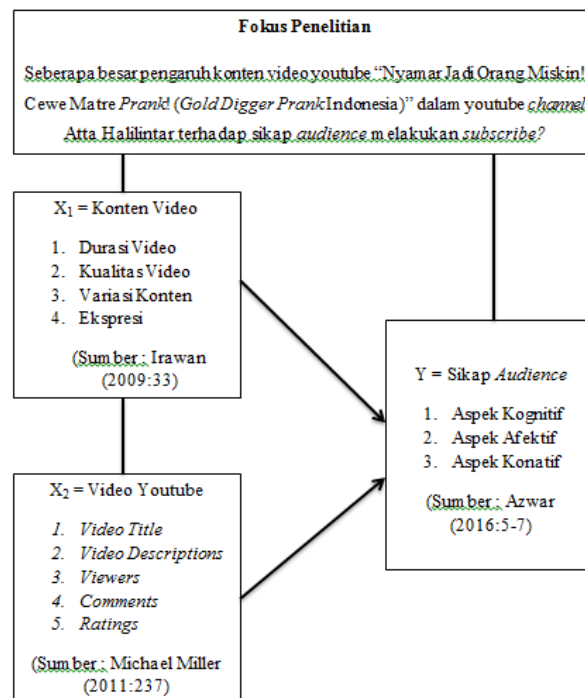 Fokus Penelitian
Seberapa besar pengaruh konten video youtube “Nyamar Jadi Orang Miskin!
Cewe Matre Prank! (Gold Digger Prank Indonesia)” dalam youtube channel
Atta Halilintar terhadap sikap audience melakukan subscribe?
X1 = Konten Video
1. Durasi Video
2. Kualitas Video
3. Variasi Konten
4. Ekspresi
(Sumber : Irawan
(2009:33)
Y = Sikap Audience
1. Aspek Kognitif
2. Aspek Afektif
3. Aspek Konatif
(Sumber : Azwar
(2016:5-7)
X2 = Video Youtube
1. Video Title
2. Video Descriptions
3. Viewers
4. Comments
5. Ratings
(Sumber : Michael Miller
(2011:237)